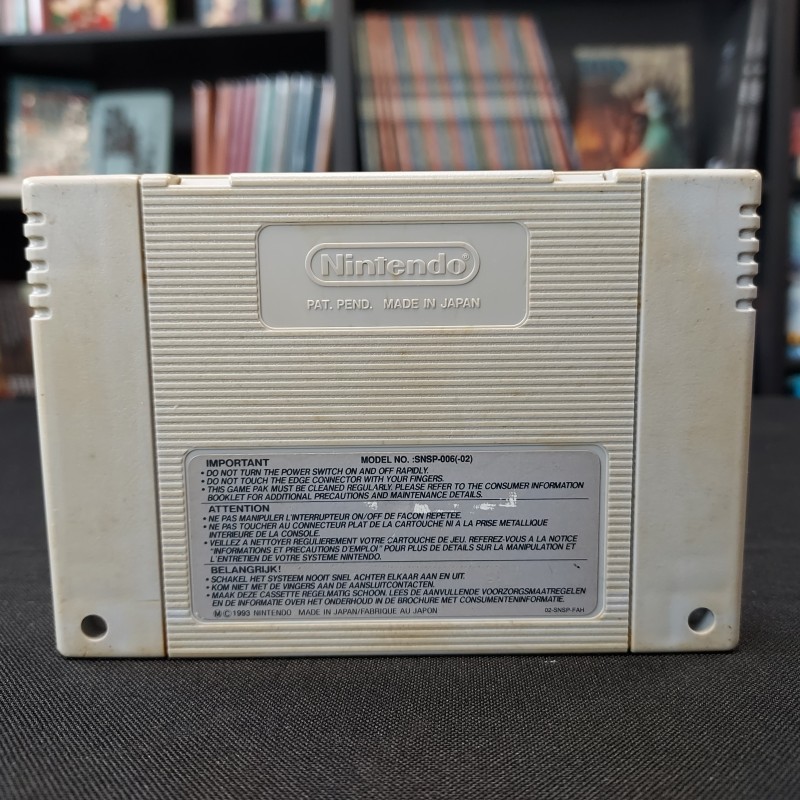 Nintendo®
PAT. PEND. MADE IN JAPAN
IMPORTANT MODEL NO. :SNSP-006(-02)
• DO NOT TURN THE POWER SWITCH ON AND OFF RAPIDLY.
• DO NOT TOUCH THE EDGE CONNECTOR WITH YOUR FINGERS.
• THIS GAME PAK MUST BE CLEANED REGULARLY. PLEASE REFER TO THE CONSUMER INFORMATION
BOOKLET FOR ADDITIONAL PRECAUTIONS AND MAINTENANCE DETAILS.
ATTENTION
• NE PAS MANIPULER L'INTERRUPTEUR ON/OFF DE FACON REPETEE.
• NE PAS TOUCHER AU CONNECTEUR PLAT DE LA CARTOUCHE NI A LA PRISE METALLIQUE
INTERIEURE DE LA CONSOLE.
• VEILLEZ A NETTOYER REGULIEREMENT VOTRE CARTOUCHE DE JEU. REFEREZ-VOUS A LA NOTICE
"INFORMATIONS ET PRECAUTIONS D'EMPLOI" POUR PLUS DE DETAILS SUR LA MANIPULATION ET
L'ENTRETIEN DE VOTRE SYSTEME NINTENDO.
BELANGRIJK!
• SCHAKEL HET SYSTEEM NOOIT SNEL ACHTER ELKAAR AAN EN UIT.
• KOM NIET MET DE VINGERS AAN DE AANSLUITCONTACTEN.
• MAAK DEZE CASSETTE REGELMATIG SCHOON. LEES DE AANVULLENDE VOORZORGSMAATREGELEN
EN DE INFORMATIE OVER HET ONDERHOUD IN DE BROCHURE MET CONSUMENTENINFORMATIE.
Ⓜ © 1993 NINTENDO MADE IN JAPAN/FABRIQUE AU JAPON 02-SNSP-FAH